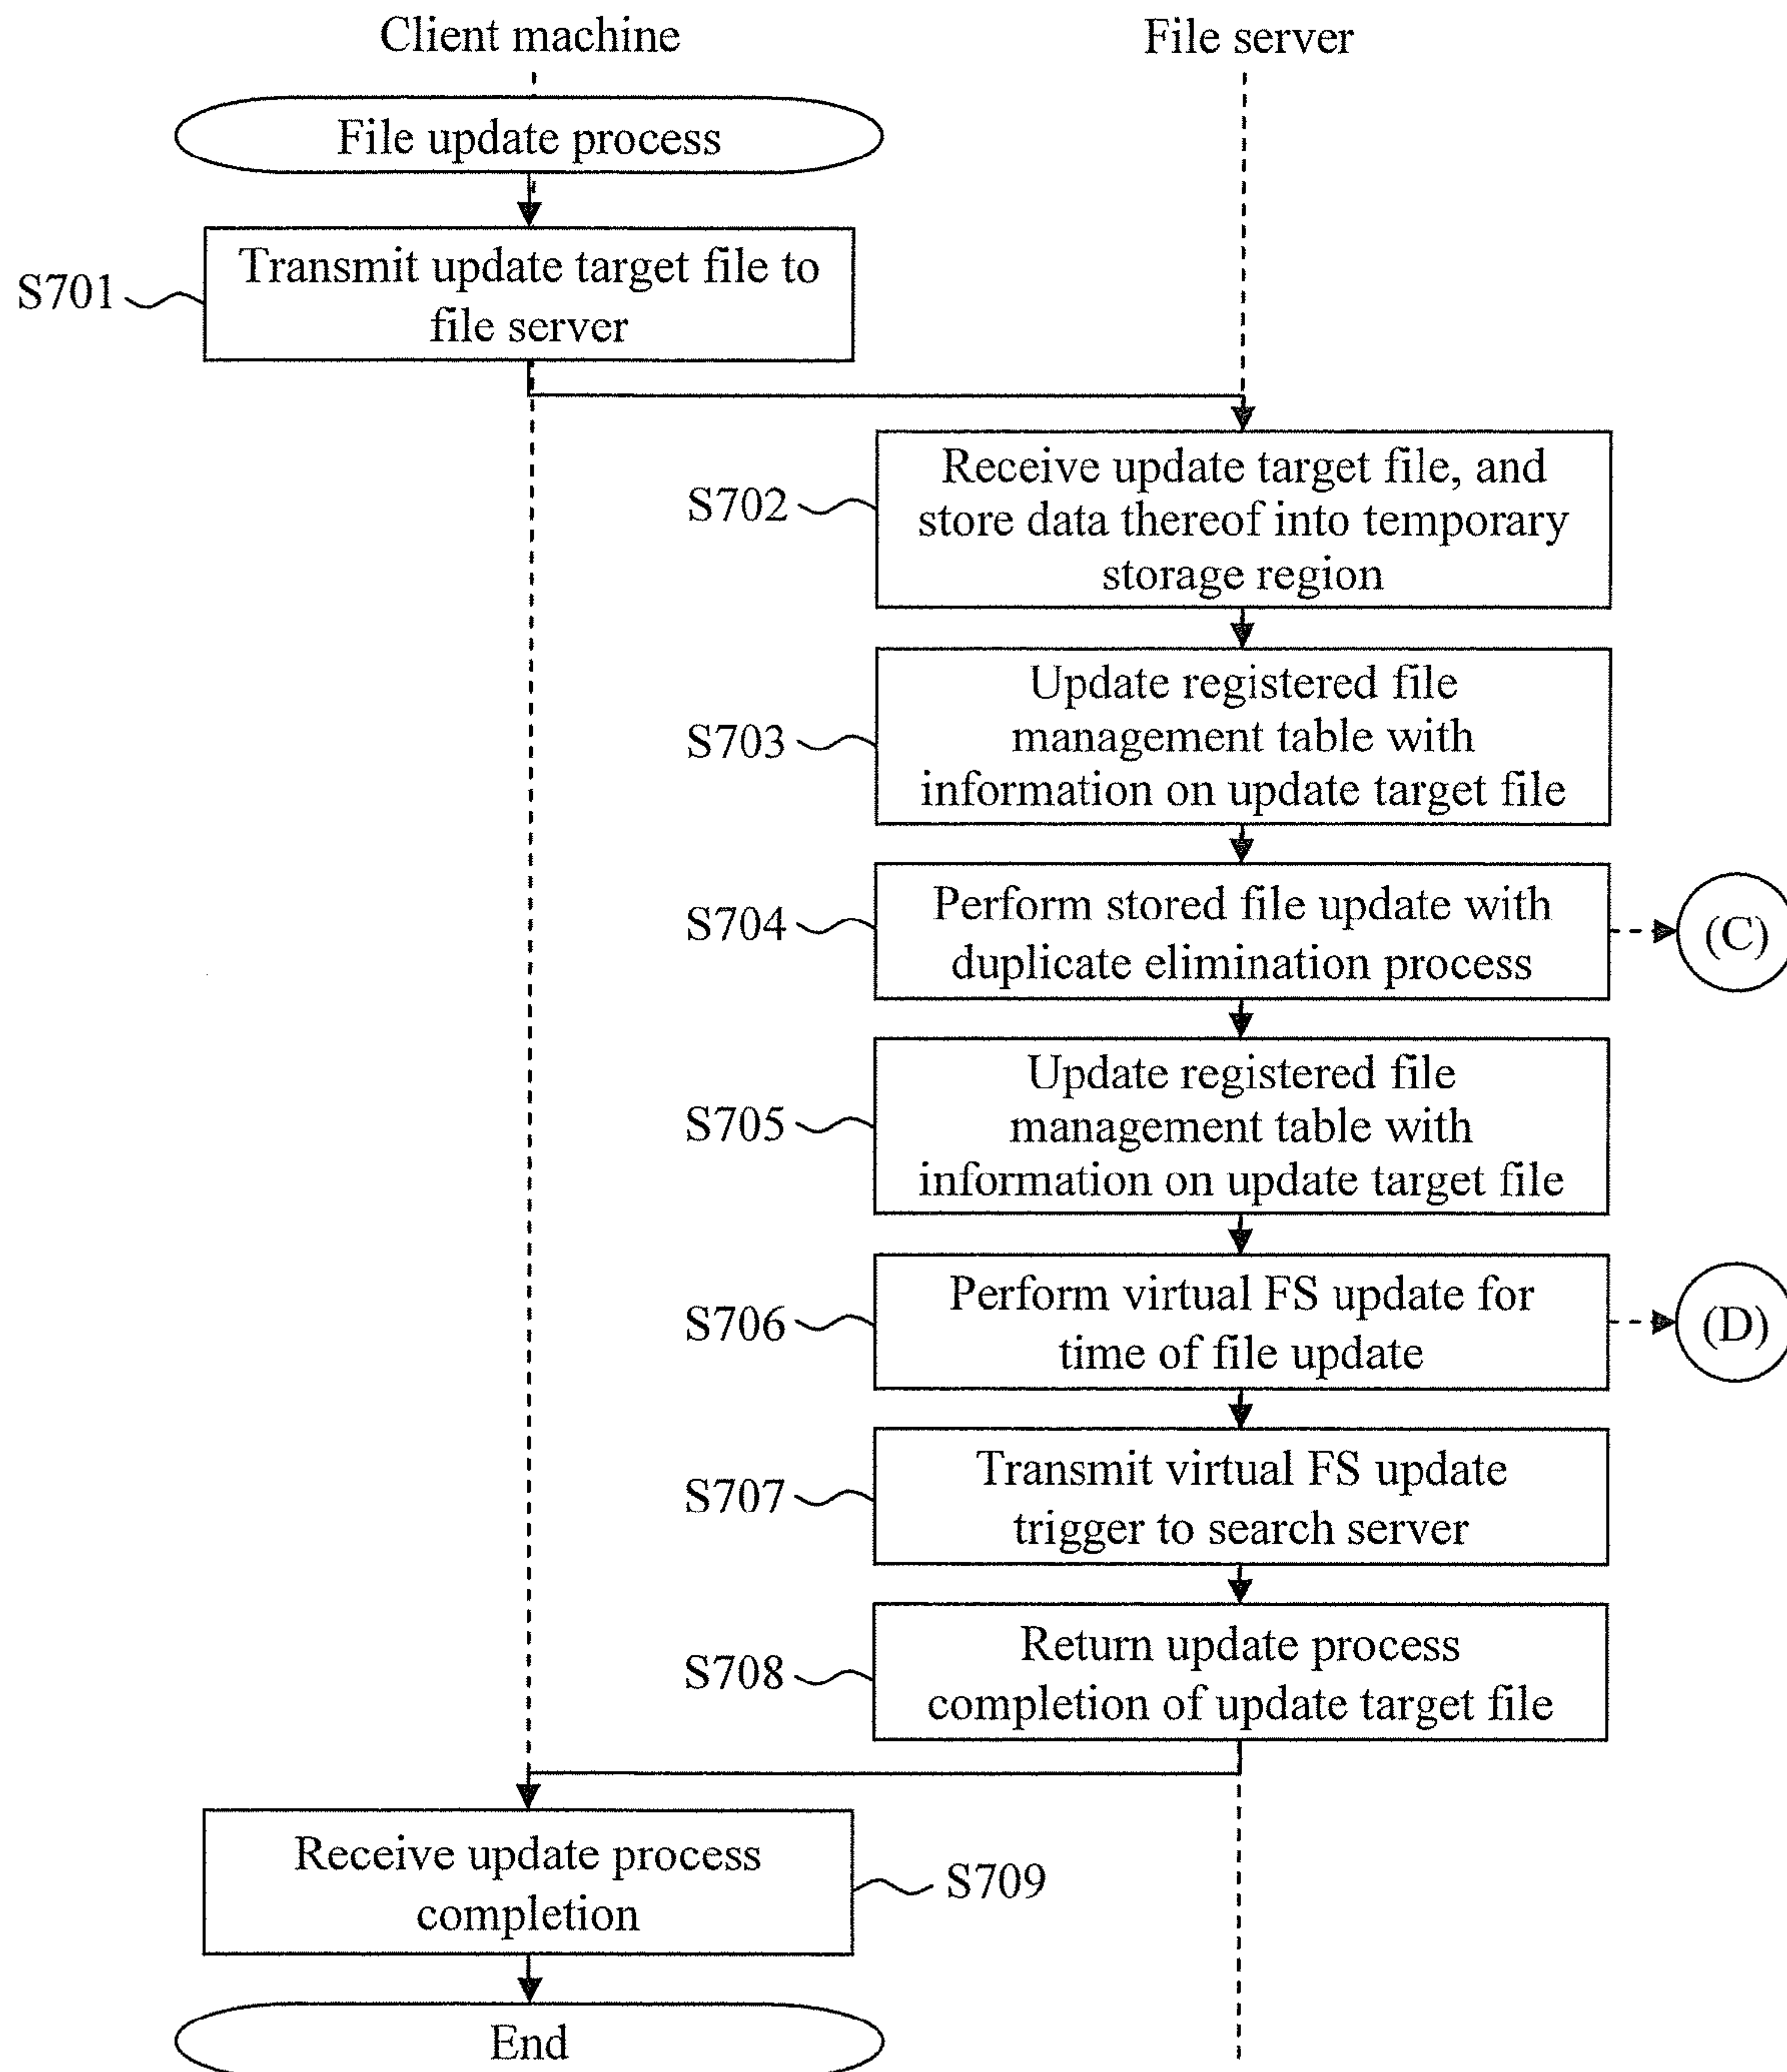 Client machine
File server
File update process
S701
Transmit update target file to
file server
S702
Receive update target file, and
store data thereof into temporary
storage region
S703
Update registered file
management table with
information on update target file
S704
Perform stored file update with
duplicate elimination process
(C)
S705
Update registered file
management table with
information on update target file
S706
Perform virtual FS update for
time of file update
(D)
S707
Transmit virtual FS update
trigger to search server
S708
Return update process
completion of update target file
Receive update process
completion
S709
End